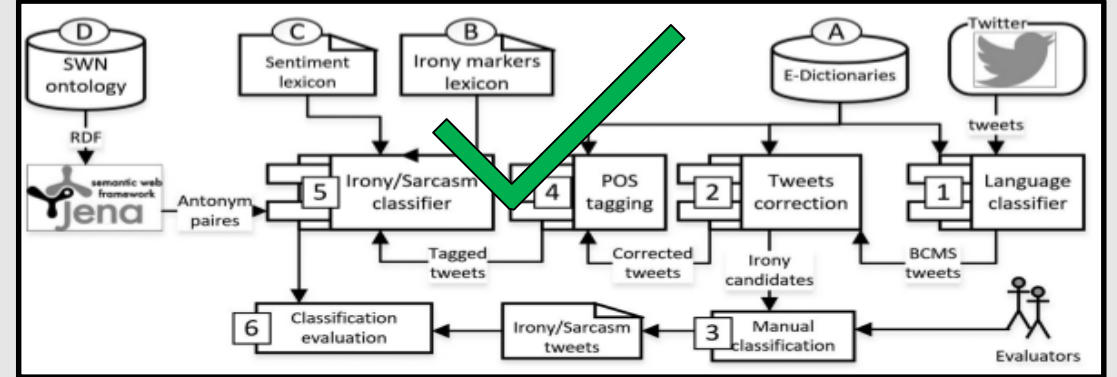 D
SWN
ontology
C
Sentiment
lexicon
B
Irony markers
lexicon
A
E-Dictionaries
Twitter
RDF
tweets
semantic web
framework
Jena
Antonym
paires
5
Irony/Sarcasm
classifier
4
POS
tagging
2
Tweets
correction
1
Language
classifier
Tagged
tweets
Corrected
tweets
Irony
candidates
BCMS
tweets
6
Classification
evaluation
Irony/Sarcasm
tweets
3
Manual
classification
Evaluators